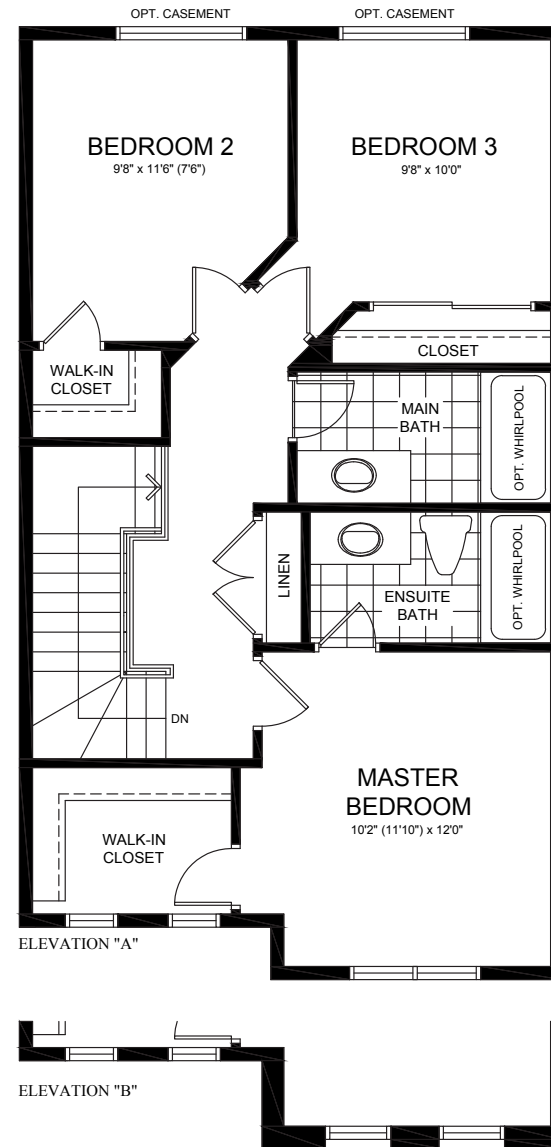 OPT. CASEMENT
OPT. CASEMENT
BEDROOM 2
9'8" x 11'6" (7'6")
BEDROOM 3
9'8" x 10'0"
WALK-IN
CLOSET
CLOSET
MAIN
BATH
OPT. WHIRLPOOL
LINEN
ENSUITE
BATH
OPT. WHIRLPOOL
DN
MASTER
BEDROOM
10'2" (11'10") x 12'0"
WALK-IN
CLOSET
ELEVATION "A"
ELEVATION "B"